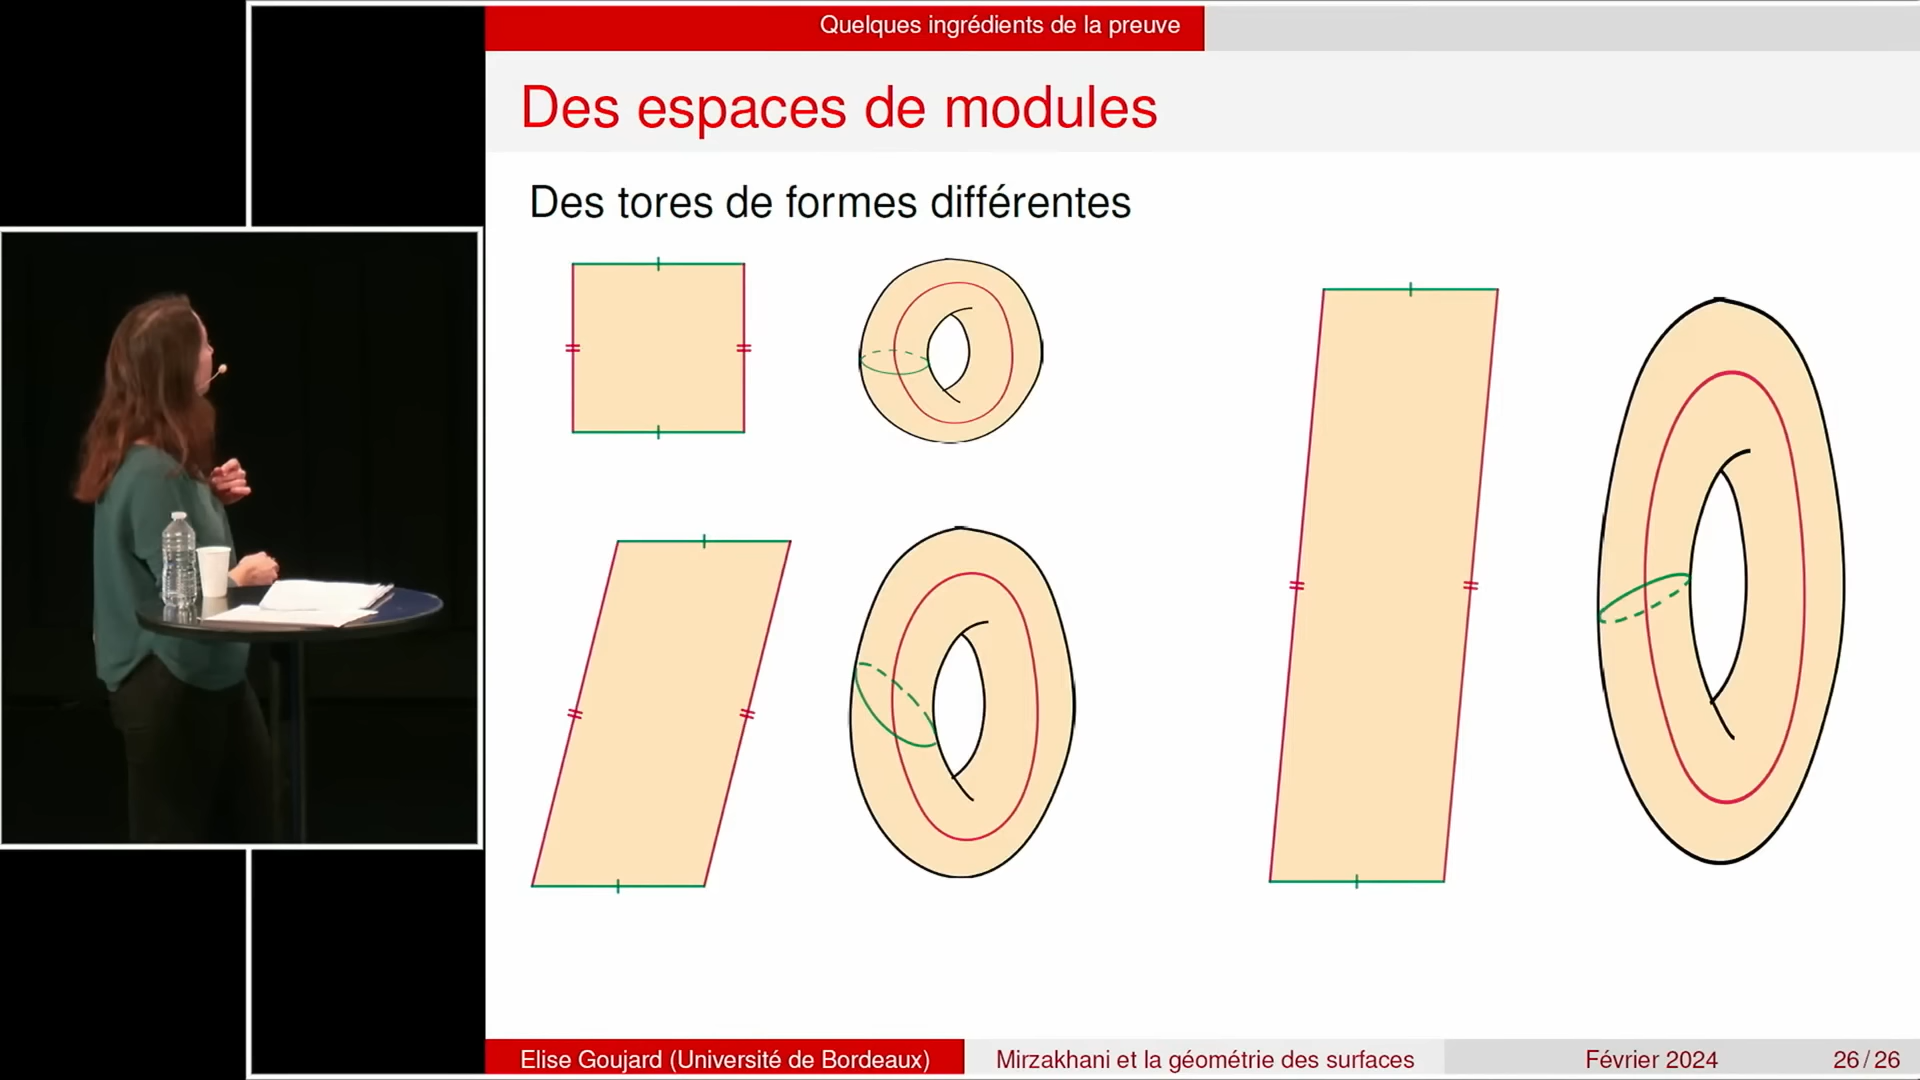 Quelques ingrédients de la preuve
Des espaces de modules
Des tores de formes différentes
Elise Goujard (Université de Bordeaux) Mirzakhani et la géométrie des surfaces Février 2024 26 / 26